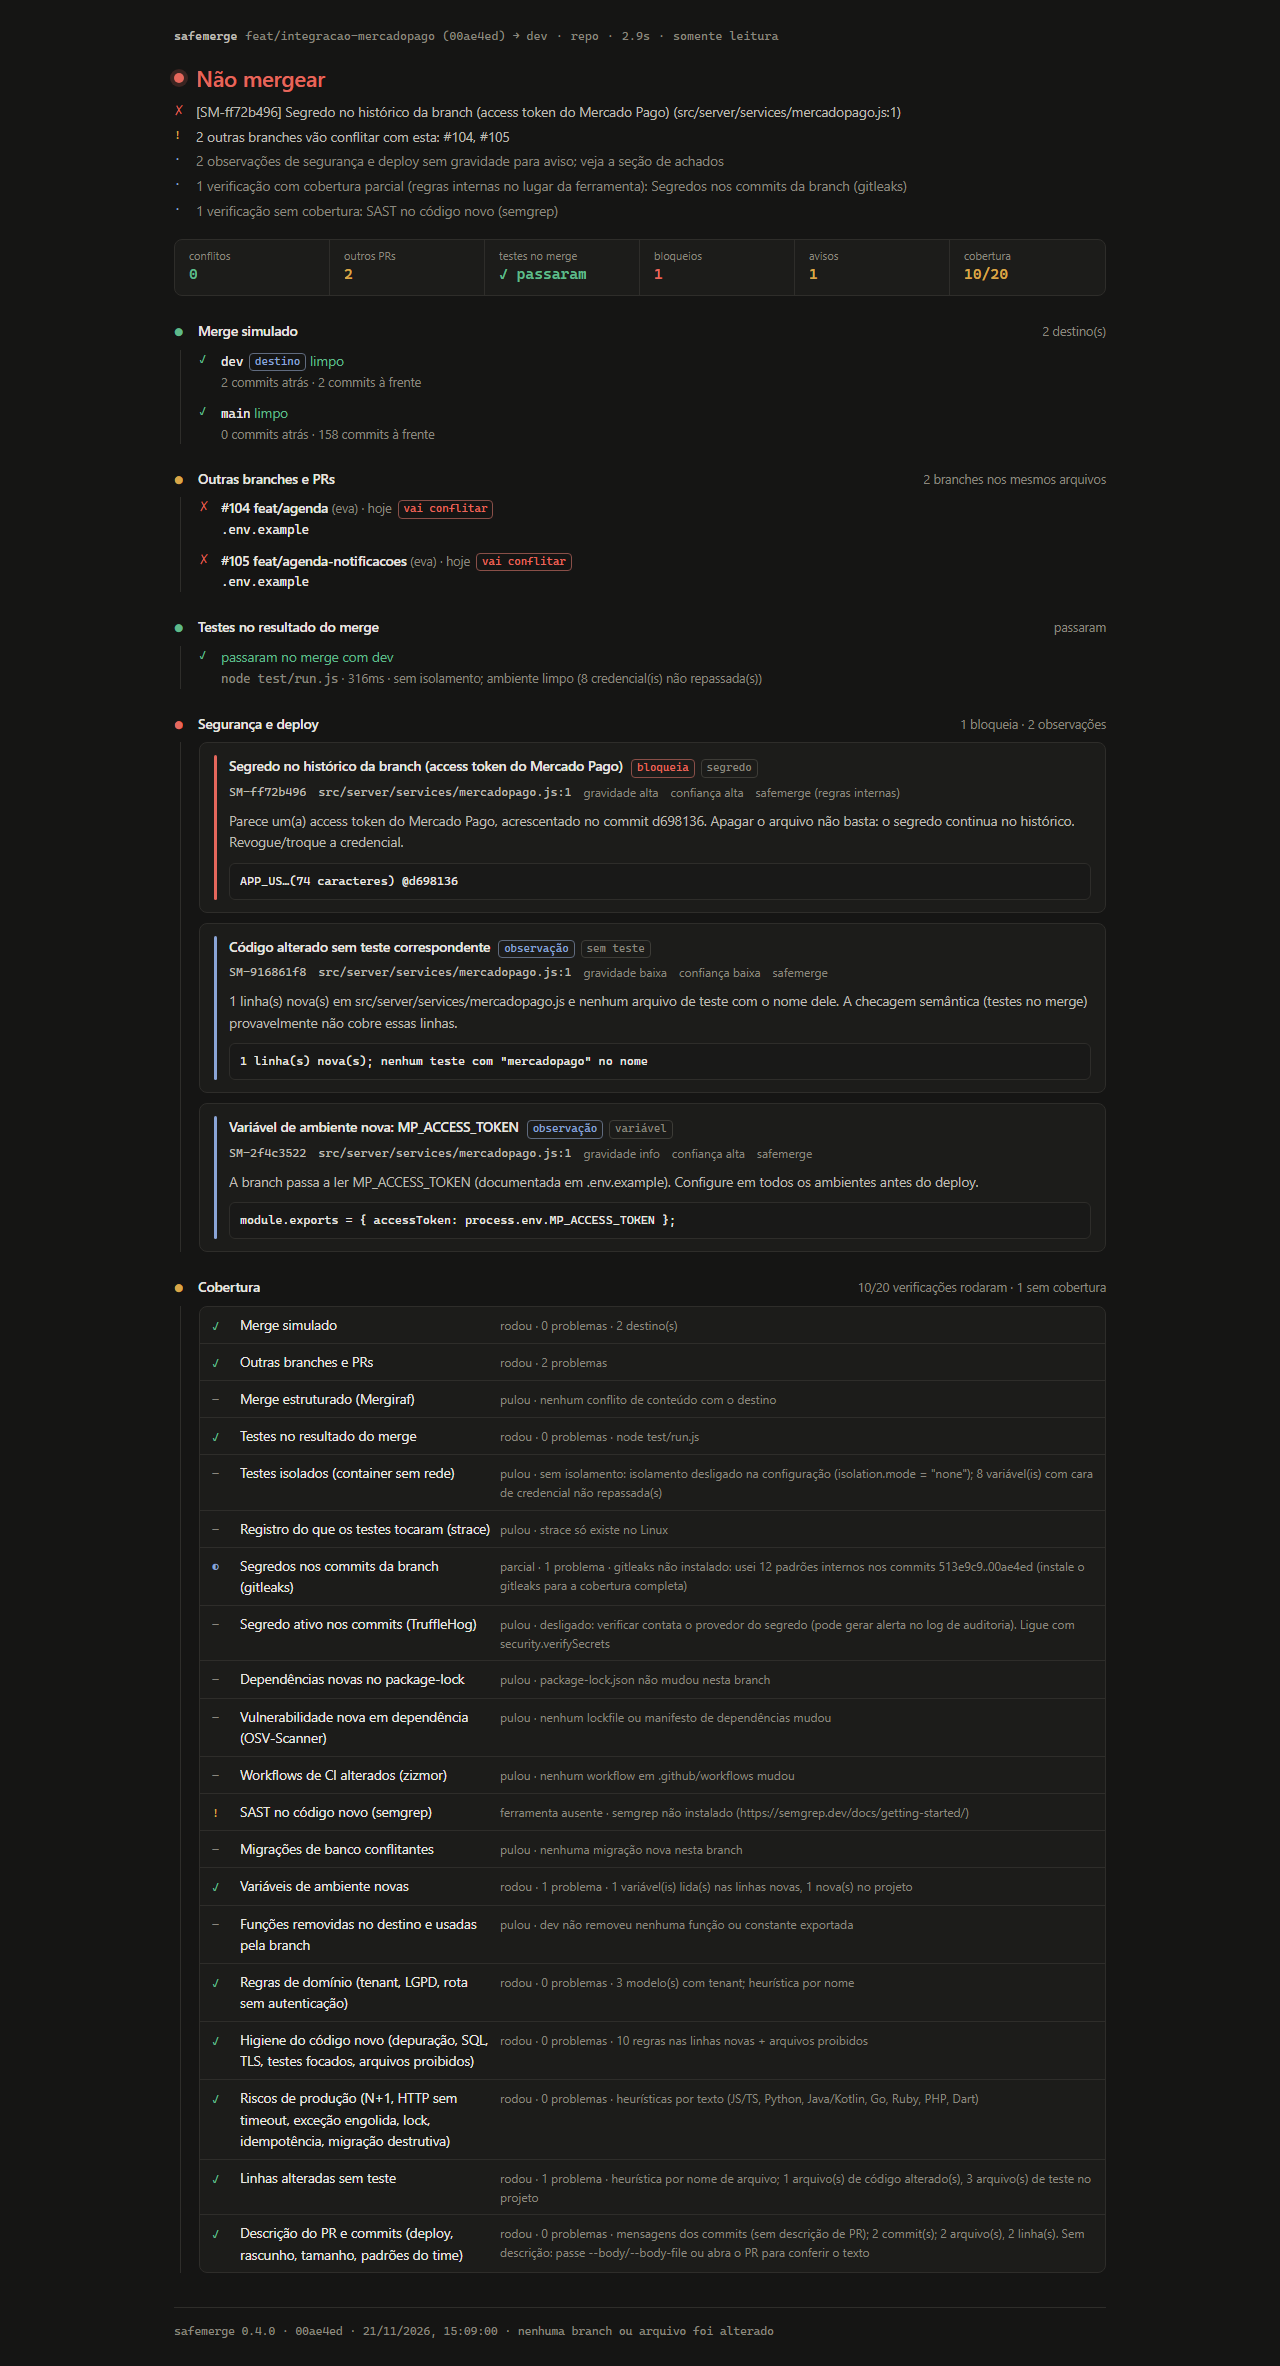 safemerge feat/integracao-mercadopago (00ae4ed) → dev · repo · 2.9s · somente leitura
Não mergear
✗ [SM-ff72b496] Segredo no histórico da branch (access token do Mercado Pago) (src/server/services/mercadopago.js:1)
! 2 outras branches vão conflitar com esta: #104, #105
· 2 observações de segurança e deploy sem gravidade para aviso; veja a seção de achados
· 1 verificação com cobertura parcial (regras internas no lugar da ferramenta): Segredos nos commits da branch (gitleaks)
· 1 verificação sem cobertura: SAST no código novo (semgrep)
conflitos outros PRs testes no merge bloqueios avisos cobertura
0 2 ✓ passaram 1 1 10/20
Merge simulado 2 destino(s)
✓ dev destino limpo
2 commits atrás · 2 commits à frente
✓ main limpo
0 commits atrás · 158 commits à frente
Outras branches e PRs 2 branches nos mesmos arquivos
✗ #104 feat/agenda (eva) · hoje vai conflitar
.env.example
✗ #105 feat/agenda-notificacoes (eva) · hoje vai conflitar
.env.example
Testes no resultado do merge passaram
✓ passaram no merge com dev
node test/run.js · 316ms · sem isolamento; ambiente limpo (8 credencial(is) não repassada(s))
Segurança e deploy 1 bloqueia · 2 observações
Segredo no histórico da branch (access token do Mercado Pago) bloqueia segredo
SM-ff72b496 src/server/services/mercadopago.js:1 gravidade alta confiança alta safemerge (regras internas)
Parece um(a) access token do Mercado Pago, acrescentado no commit d698136. Apagar o arquivo não basta: o segredo continua no histórico.
Revogue/troque a credencial.
APP_US…(74 caracteres) @d698136
Código alterado sem teste correspondente observação sem teste
SM-916861f8 src/server/services/mercadopago.js:1 gravidade baixa confiança baixa safemerge
1 linha(s) nova(s) em src/server/services/mercadopago.js e nenhum arquivo de teste com o nome dele. A checagem semântica (testes no merge)
provavelmente não cobre essas linhas.
1 linha(s) nova(s); nenhum teste com "mercadopago" no nome
Variável de ambiente nova: MP_ACCESS_TOKEN observação variável
SM-2f4c3522 src/server/services/mercadopago.js:1 gravidade info confiança alta safemerge
A branch passa a ler MP_ACCESS_TOKEN (documentada em .env.example). Configure em todos os ambientes antes do deploy.
module.exports = { accessToken: process.env.MP_ACCESS_TOKEN };
Cobertura 10/20 verificações rodaram · 1 sem cobertura
✓ Merge simulado rodou · 0 problemas · 2 destino(s)
✓ Outras branches e PRs rodou · 2 problemas
– Merge estruturado (Mergiraf) pulou · nenhum conflito de conteúdo com o destino
✓ Testes no resultado do merge rodou · 0 problemas · node test/run.js
– Testes isolados (container sem rede) pulou · sem isolamento: isolamento desligado na configuração (isolation.mode = "none"); 8 variável(is) com cara
de credencial não repassada(s)
– Registro do que os testes tocaram (strace) pulou · strace só existe no Linux
◐ Segredos nos commits da branch parcial · 1 problema · gitleaks não instalado: usei 12 padrões internos nos commits 513e9c9..00ae4ed (instale o
(gitleaks) gitleaks para a cobertura completa)
– Segredo ativo nos commits (TruffleHog) pulou · desligado: verificar contata o provedor do segredo (pode gerar alerta no log de auditoria). Ligue com
security.verifySecrets
– Dependências novas no package-lock pulou · package-lock.json não mudou nesta branch
– Vulnerabilidade nova em dependência pulou · nenhum lockfile ou manifesto de dependências mudou
(OSV-Scanner)
– Workflows de CI alterados (zizmor) pulou · nenhum workflow em .github/workflows mudou
! SAST no código novo (semgrep) ferramenta ausente · semgrep não instalado (https://semgrep.dev/docs/getting-started/)
– Migrações de banco conflitantes pulou · nenhuma migração nova nesta branch
✓ Variáveis de ambiente novas rodou · 1 problema · 1 variável(is) lida(s) nas linhas novas, 1 nova(s) no projeto
– Funções removidas no destino e usadas pulou · dev não removeu nenhuma função ou constante exportada
pela branch
✓ Regras de domínio (tenant, LGPD, rota rodou · 0 problemas · 3 modelo(s) com tenant; heurística por nome
sem autenticação)
✓ Higiene do código novo (depuração, SQL, rodou · 0 problemas · 10 regras nas linhas novas + arquivos proibidos
TLS, testes focados, arquivos proibidos)
✓ Riscos de produção (N+1, HTTP sem rodou · 0 problemas · heurísticas por texto (JS/TS, Python, Java/Kotlin, Go, Ruby, PHP, Dart)
timeout, exceção engolida, lock,
idempotência, migração destrutiva)
✓ Linhas alteradas sem teste rodou · 1 problema · heurística por nome de arquivo; 1 arquivo(s) de código alterado(s), 3 arquivo(s) de teste no
projeto
✓ Descrição do PR e commits (deploy, rodou · 0 problemas · mensagens dos commits (sem descrição de PR); 2 commit(s); 2 arquivo(s), 2 linha(s). Sem
rascunho, tamanho, padrões do time) descrição: passe --body/--body-file ou abra o PR para conferir o texto
safemerge 0.4.0 · 00ae4ed · 21/11/2026, 15:09:00 · nenhuma branch ou arquivo foi alterado